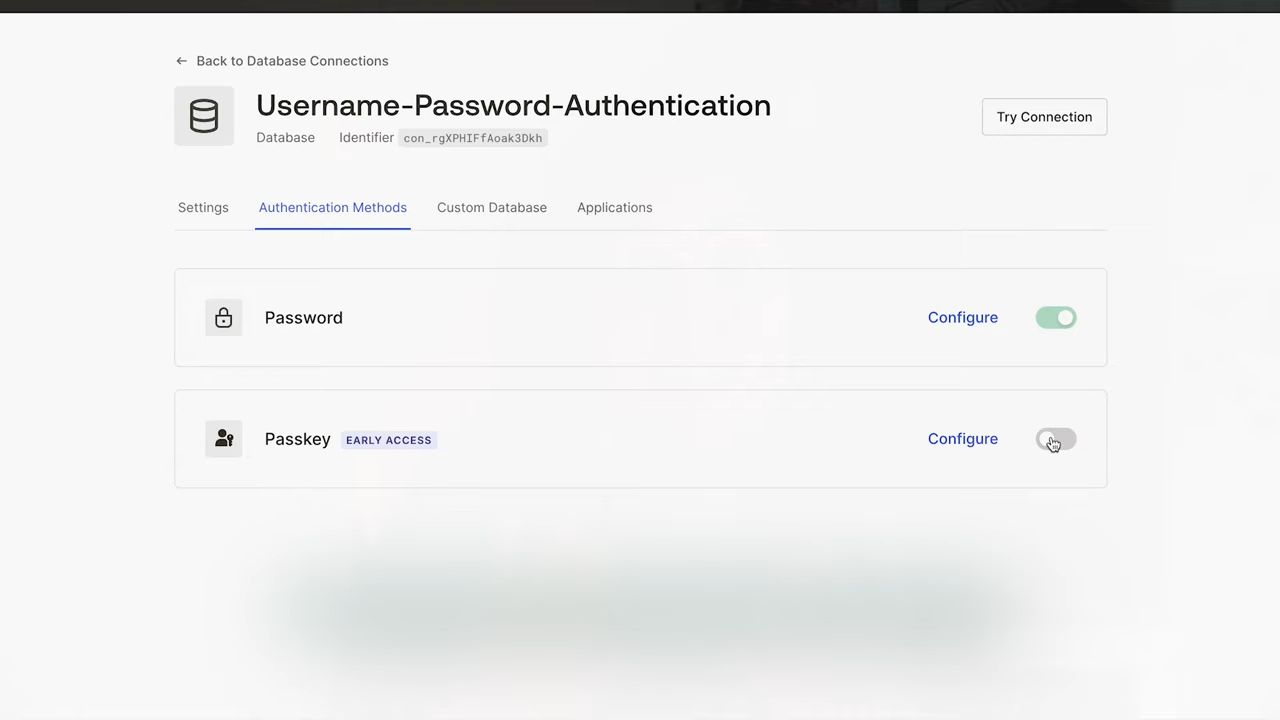 Back to Database Connections
Username-Password-Authentication
Try Connection
Database Identifier con_rgXPHIFfAoak3Dkh
Settings Authentication Methods Custom Database Applications
Password Configure
Passkey EARLY ACCESS Configure